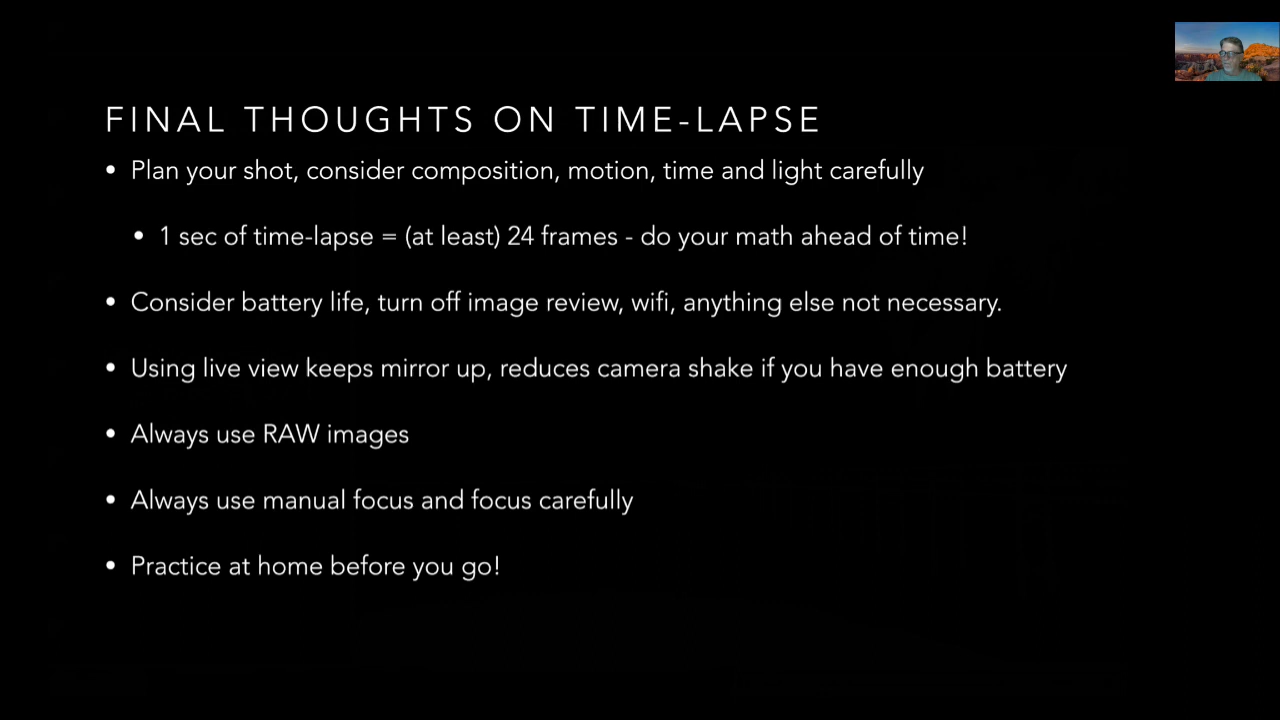 FINAL THOUGHTS ON TIME-LAPSE
• Plan your shot, consider composition, motion, time and light carefully
• 1 sec of time-lapse = (at least) 24 frames - do your math ahead of time!
• Consider battery life, turn off image review, wifi, anything else not necessary.
• Using live view keeps mirror up, reduces camera shake if you have enough battery
• Always use RAW images
• Always use manual focus and focus carefully
• Practice at home before you go!